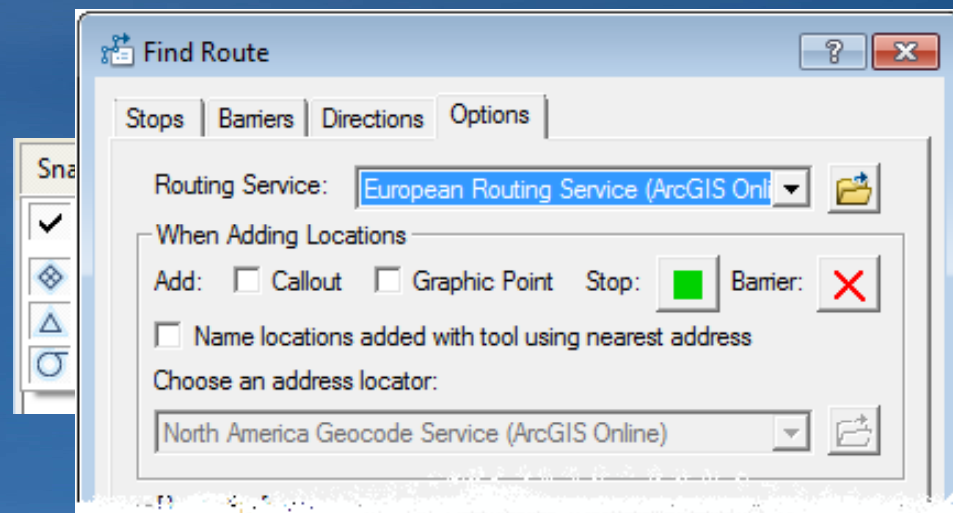 Find Route
Stops Barriers Directions Options
Sna
Routing Service: European Routing Service (ArcGIS Onli
When Adding Locations
Add: Callout Graphic Point Stop: Barrier:
Name locations added with tool using nearest address
Choose an address locator:
North America Geocode Service (ArcGIS Online)